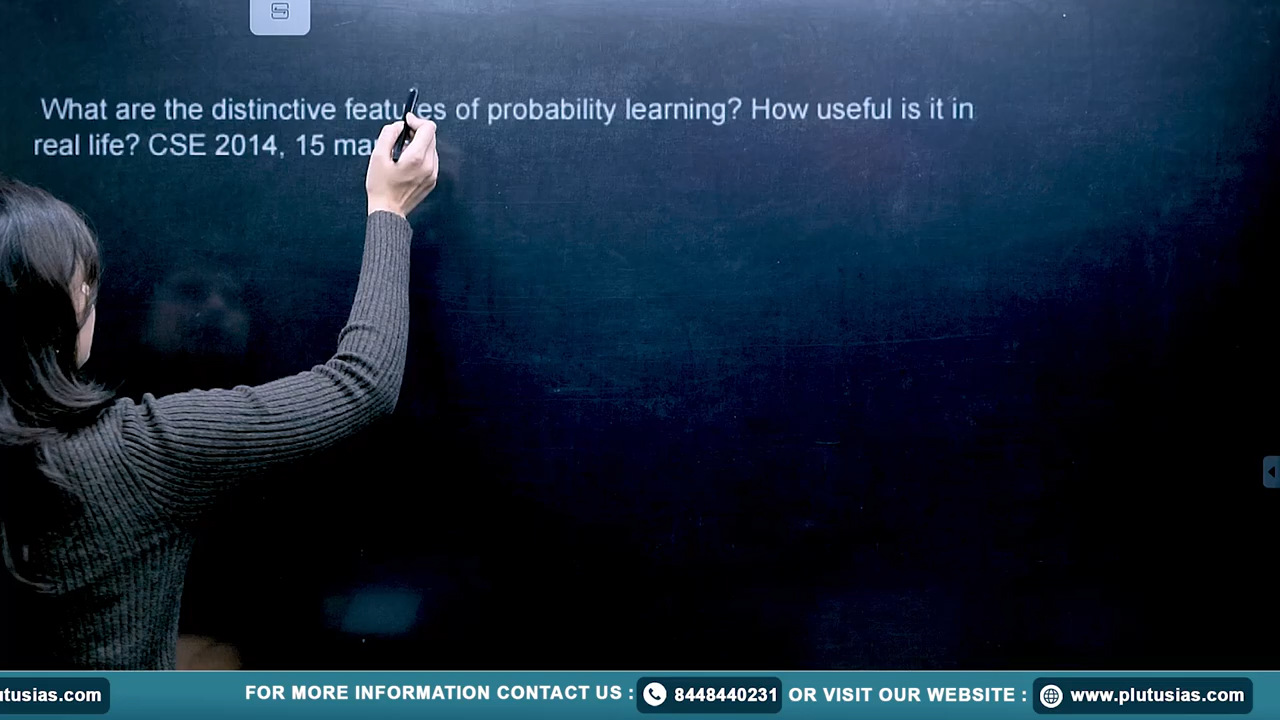 What are the distinctive features of probability learning? How useful is it in
real life? CSE 2014, 15
utusias.com FOR MORE INFORMATION CONTACT US : 8448440231 OR VISIT OUR WEBSITE : www.plutusias.com